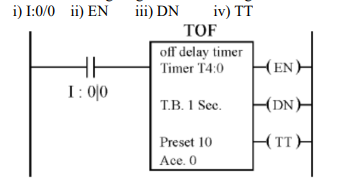 i) I:0/0 ii) EN iii) DN iv) TT
TOF
off delay timer
Timer T4:0
(EN)
I : 0|0
T.B. 1 Sec.
(DN)
Preset 10
(TT)
Ace. 0